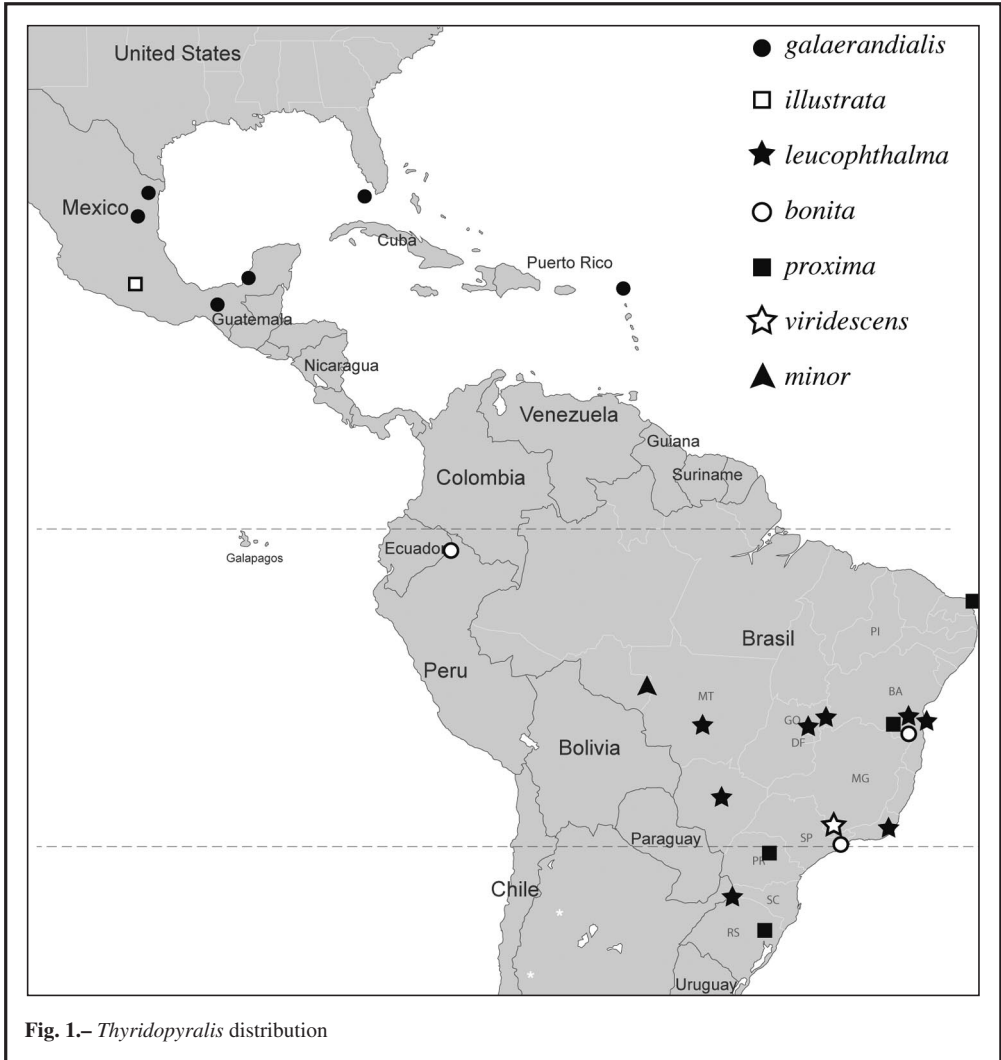 United States
galaerandialis
illustrata
leucophthalma
Mexico
bonita
Cuba
Puerto Rico
proxima
Guatemala
viridescens
Nicaragua
minor
Venezuela
Guiana
Colombia
Suriname
Ecuador
Galapagos
PI
Brasil
Peru
MT
BA
GO
DF
Bolivia
MG
SP
Paraguay
PR
Chile
SC
RS
Uruguay
Fig. 1.– Thyridopyralis distribution